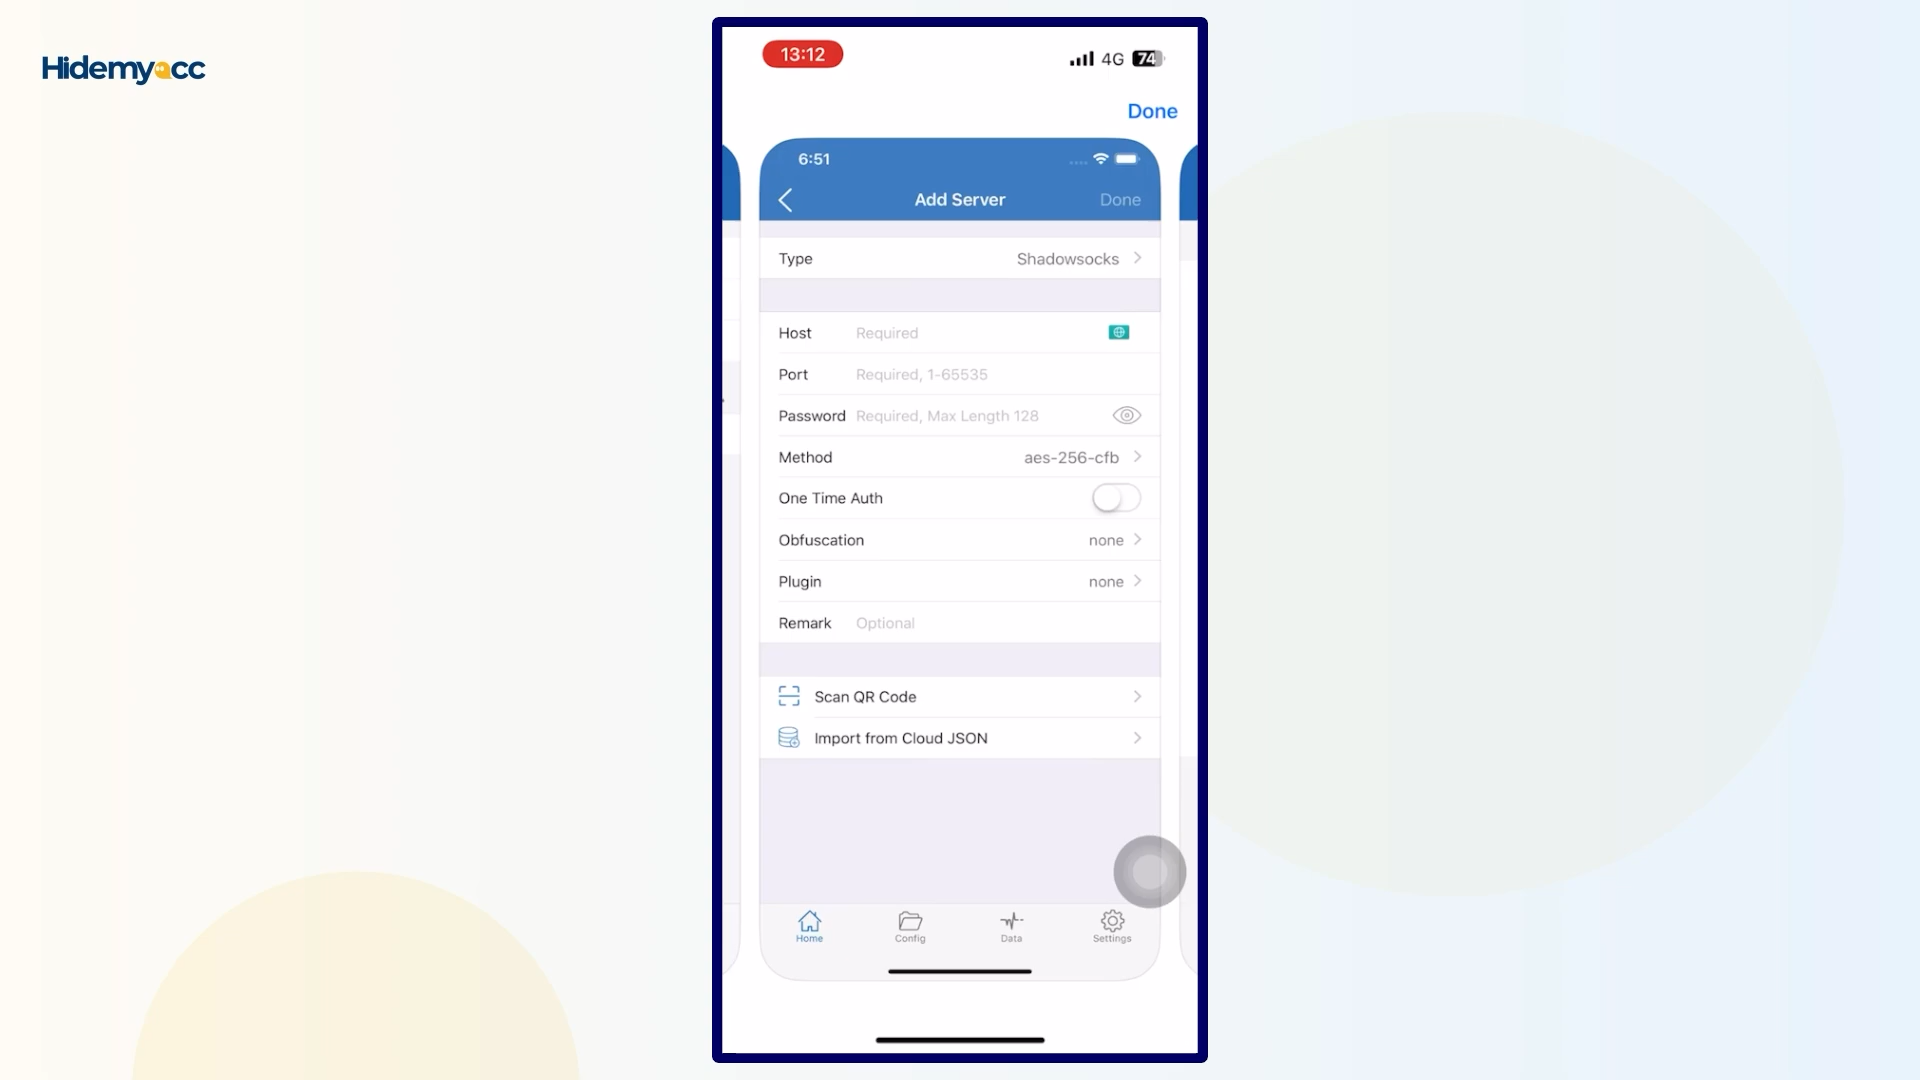 Hidemyacc
13:12
4G 74
Done
6:51
Add Server Done
Type Shadowsocks
Host Required
Port Required, 1-65535
Password Required, Max Length 128
Method aes-256-cfb
One Time Auth
Obfuscation none
Plugin none
Remark Optional
Scan QR Code
Import from Cloud JSON
Home Config Data Settings